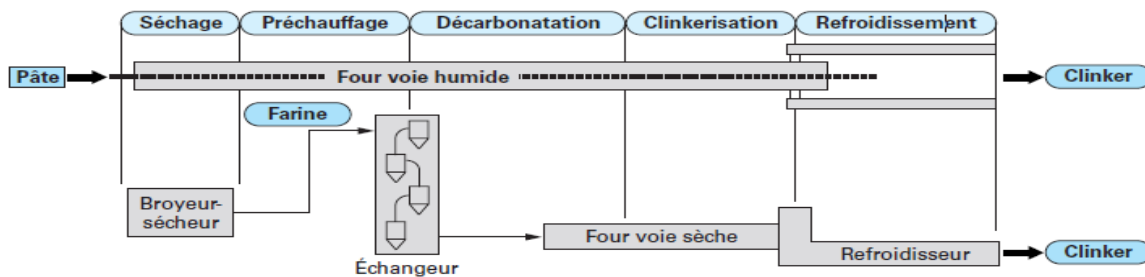 Séchage
Préchauffage
Décarbonatation
Clinkerisation
Refroidissement
Pâte
Four voie humide
Clinker
Farine
Broyeur-
sécheur
Four voie sèche
Refroidisseur
Clinker
Échangeur